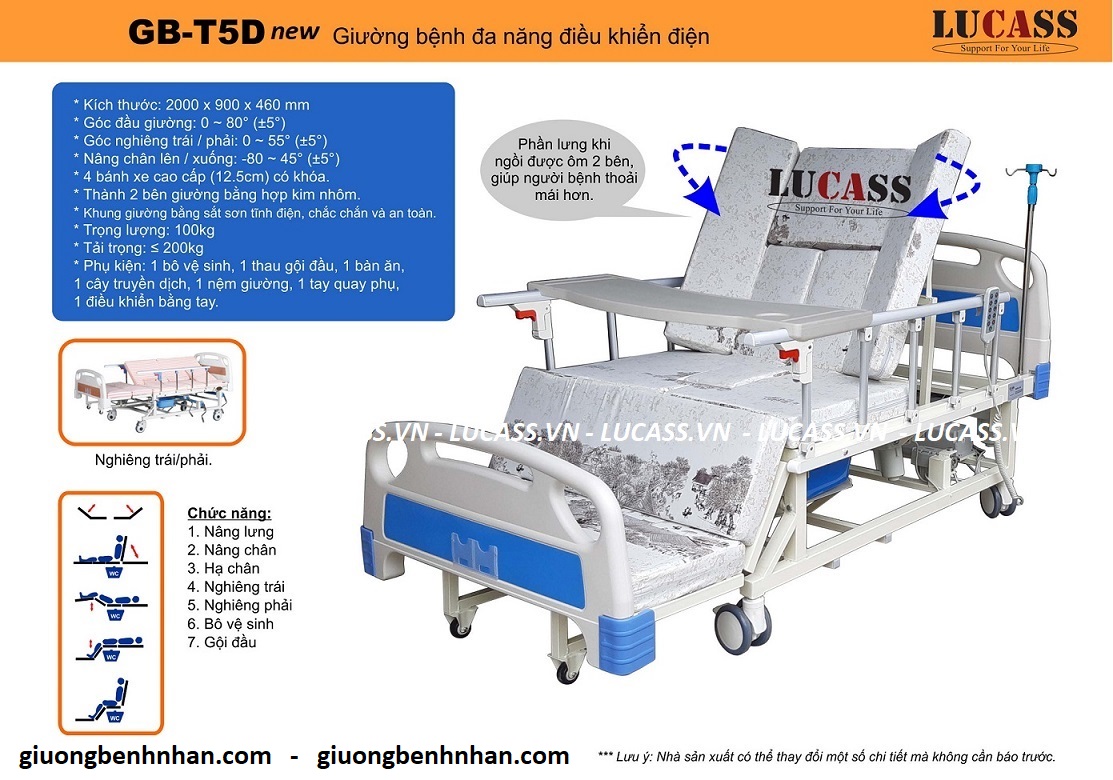 GB-T5D new Giường bệnh đa năng điều khiển điện
LUCASS
Support For Your Life
* Kích thước: 2000 x 900 x 460 mm
* Góc đầu giường: 0 ~ 80° (±5°)
* Góc nghiêng trái / phải: 0 ~ 55° (±5°)
* Nâng chân lên / xuống: -80 ~ 45° (±5°)
* 4 bánh xe cao cấp (12.5cm) có khóa.
* Thành 2 bên giường bằng hợp kim nhôm.
* Khung giường bằng sắt sơn tĩnh điện, chắc chắn và an toàn.
* Trọng lượng: 100kg
* Tải trọng: ≤ 200kg
* Phụ kiện: 1 bô vệ sinh, 1 thau gội đầu, 1 bàn ăn,
1 cây truyền dịch, 1 nệm giường, 1 tay quay phụ,
1 điều khiển bằng tay.
Phần lưng khi
ngồi được ôm 2 bên,
giúp người bệnh thoải
mái hơn.
LUCASS
Support For Your Life
SS.VN - LUCASS.VN - LUCASS.VN - LUCASS.VN - LUCASS.V
Nghiêng trái/phải.
WC
WC
WC
WC
Chức năng:
1. Nâng lưng
2. Nâng chân
3. Hạ chân
4. Nghiêng trái
5. Nghiêng phải
6. Bô vệ sinh
7. Gội đầu
giuongbenhnhan.com - giuongbenhnhan.com
*** Lưu ý: Nhà sản xuất có thể thay đổi một số chi tiết mà không cần báo trước.